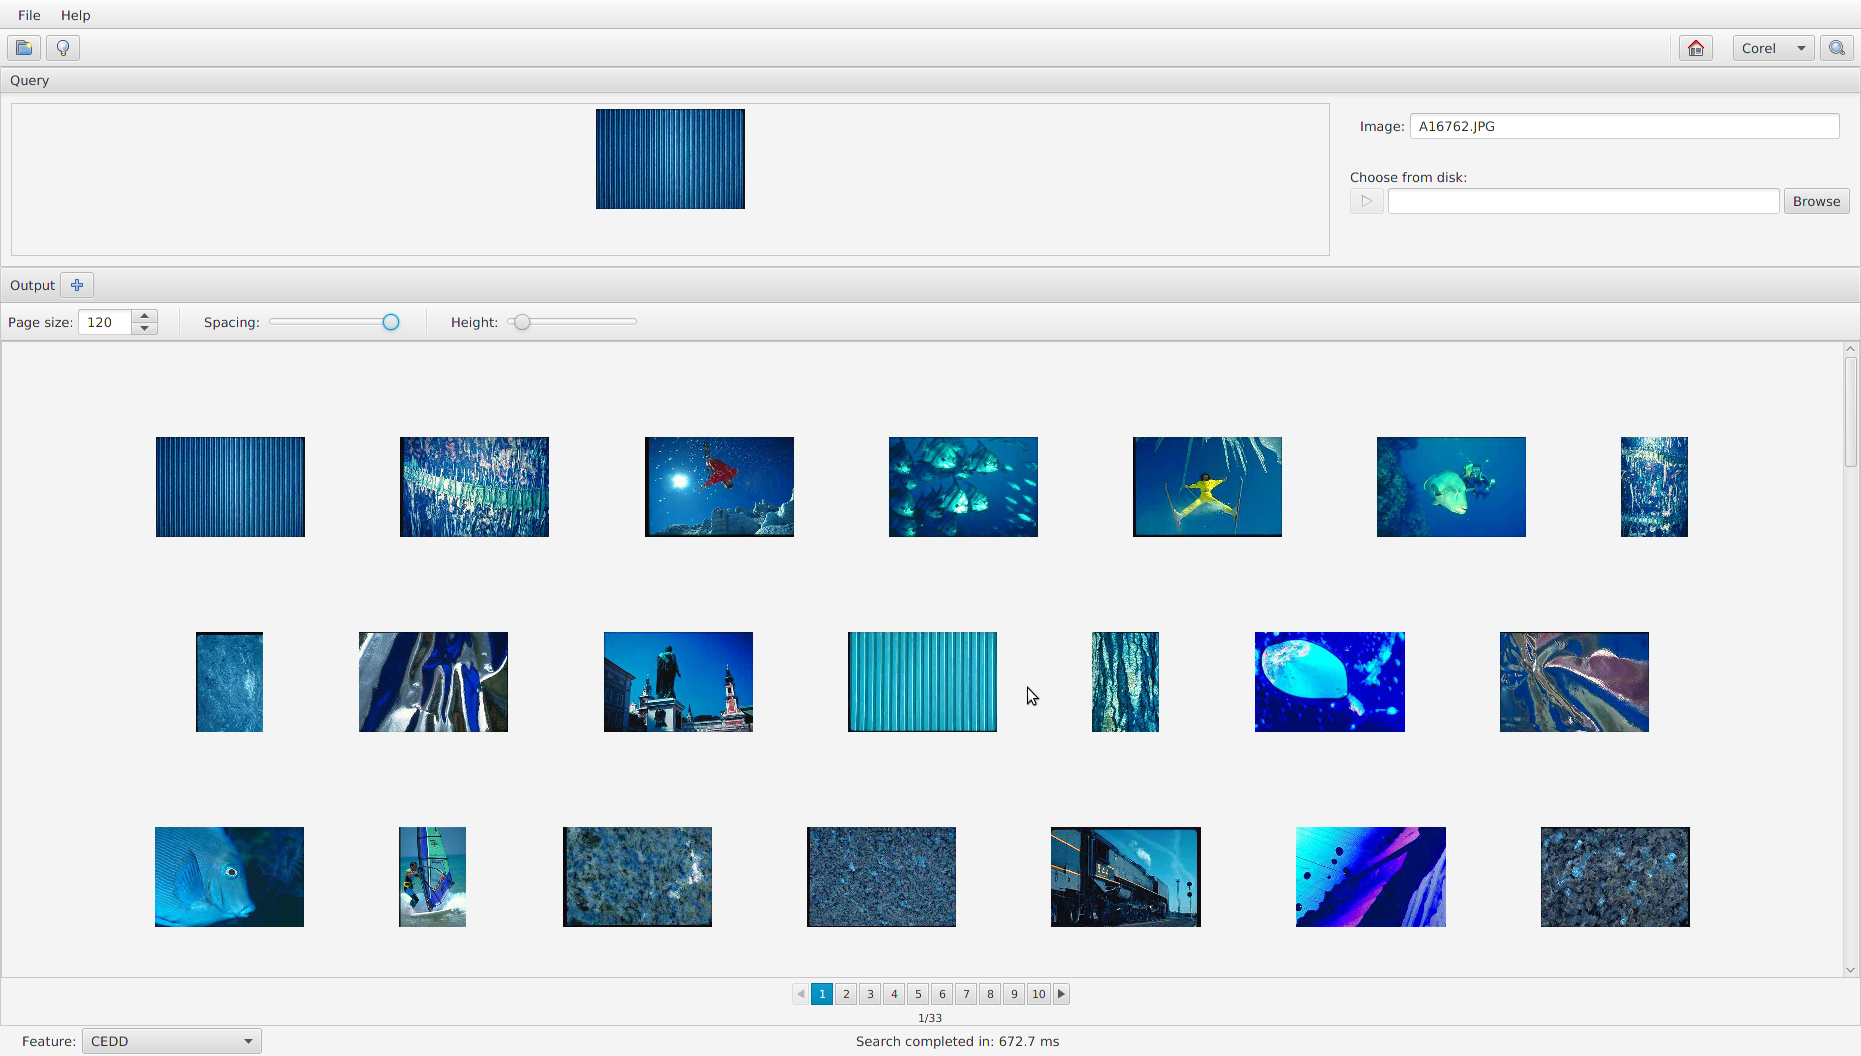 File Help
Corel
Query
Image: A16762.JPG
Choose from disk:
Browse
Output
Page size: 120 Spacing: Height:
1 2 3 4 5 6 7 8 9 10
1/33
Feature: CEDD Search completed in: 672.7 ms